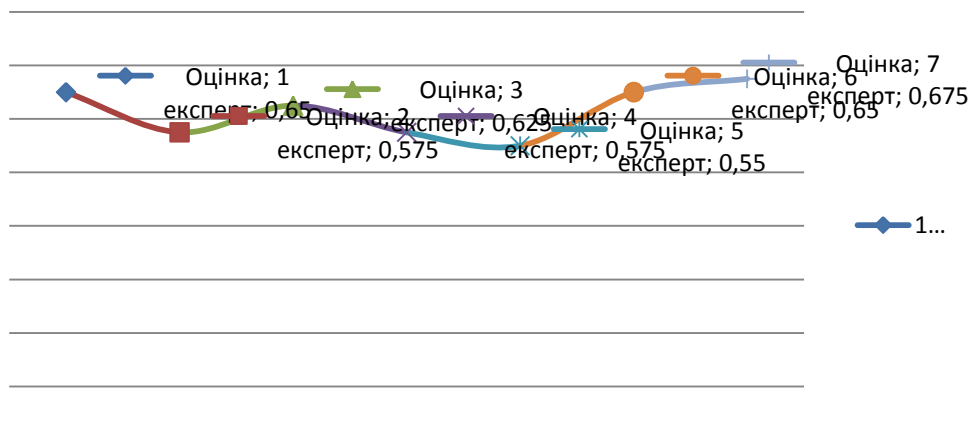 Оцінка; 1
експерт; 0,65
Оцінка; 2
експерт; 0,575
Оцінка; 3
експерт; 0,625
Оцінка; 4
експерт; 0,575
Оцінка; 5
експерт; 0,55
Оцінка; 6
експерт; 0,65
Оцінка; 7
експерт; 0,675
1...